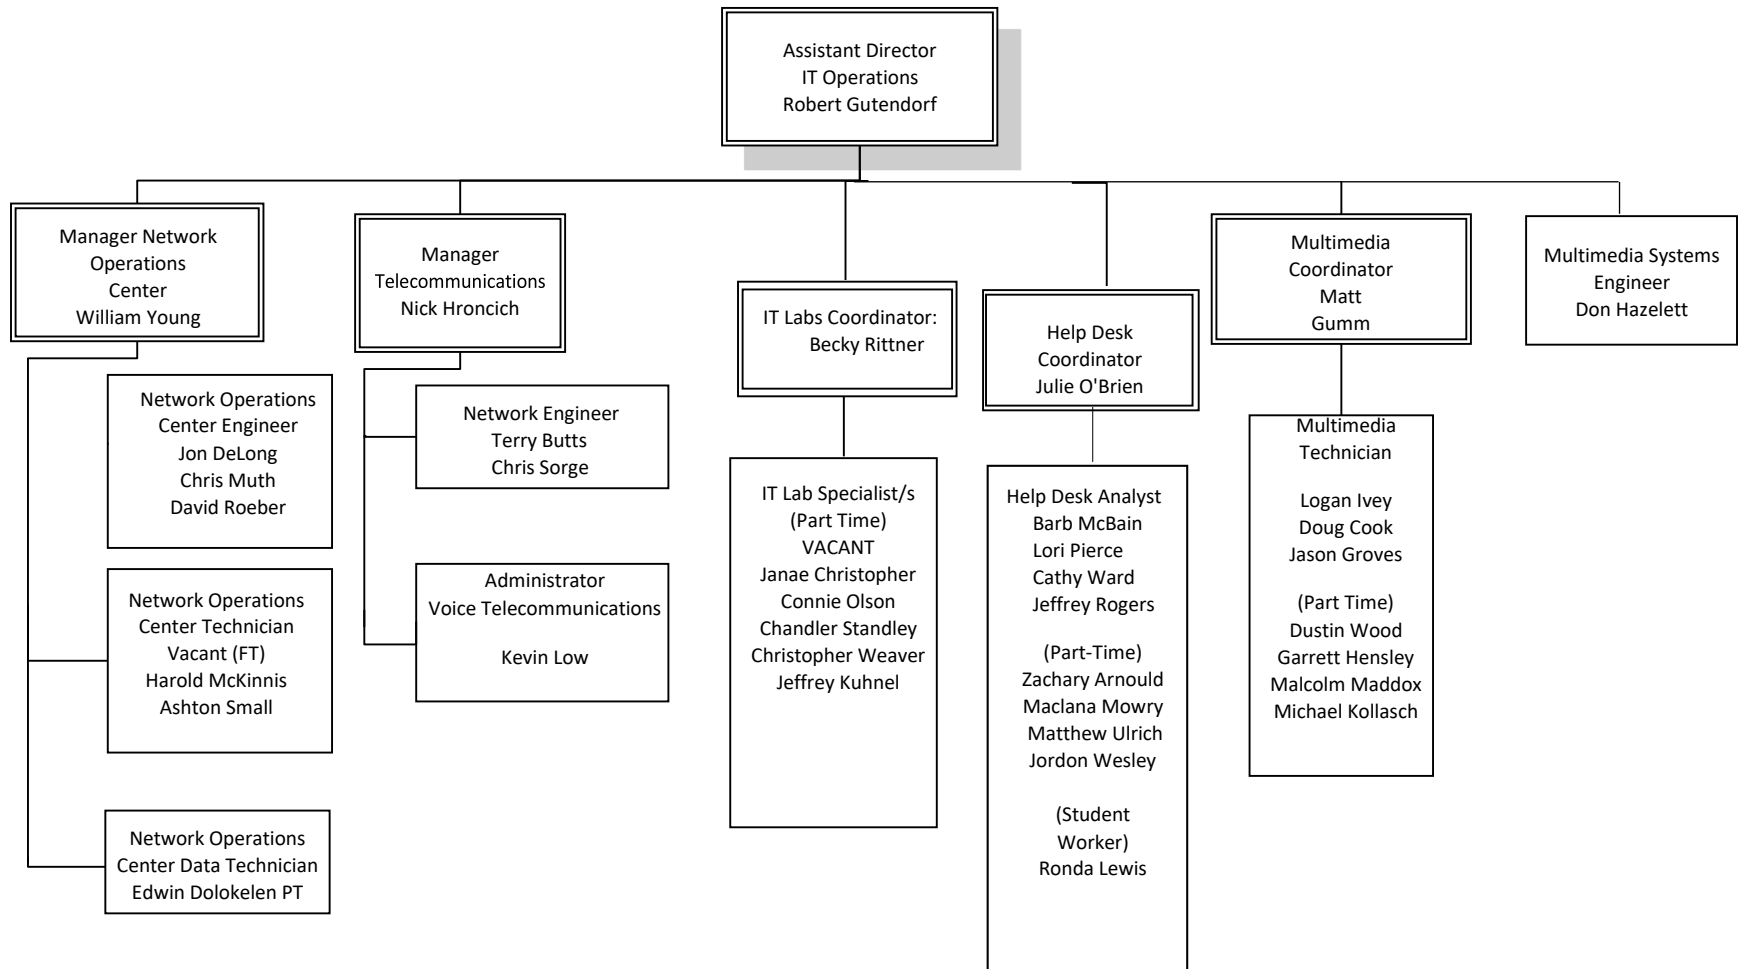 Assistant Director
IT Operations
Robert Gutendorf
Manager Network
Operations
Center
William Young
Manager
Telecommunications
Nick Hroncich
IT Labs Coordinator:
Becky Rittner
Help Desk
Coordinator
Julie O'Brien
Multimedia
Coordinator
Matt
Gumm
Multimedia Systems
Engineer
Don Hazelett
Network Operations
Center Engineer
Jon DeLong
Chris Muth
David Roeber
Network Operations
Center Technician
Vacant (FT)
Harold McKinnis
Ashton Small
Network Operations
Center Data Technician
Edwin Dolokelen PT
Network Engineer
Terry Butts
Chris Sorge
Administrator
Voice Telecommunications
Kevin Low
IT Lab Specialist/s
(Part Time)
VACANT
Janae Christopher
Connie Olson
Chandler Standley
Christopher Weaver
Jeffrey Kuhnel
Help Desk Analyst
Barb McBain
Lori Pierce
Cathy Ward
Jeffrey Rogers
(Part-Time)
Zachary Arnould
Maclana Mowry
Matthew Ulrich
Jordon Wesley
(Student
Worker)
Ronda Lewis
Multimedia
Technician
Logan Ivey
Doug Cook
Jason Groves
(Part Time)
Dustin Wood
Garrett Hensley
Malcolm Maddox
Michael Kollasch